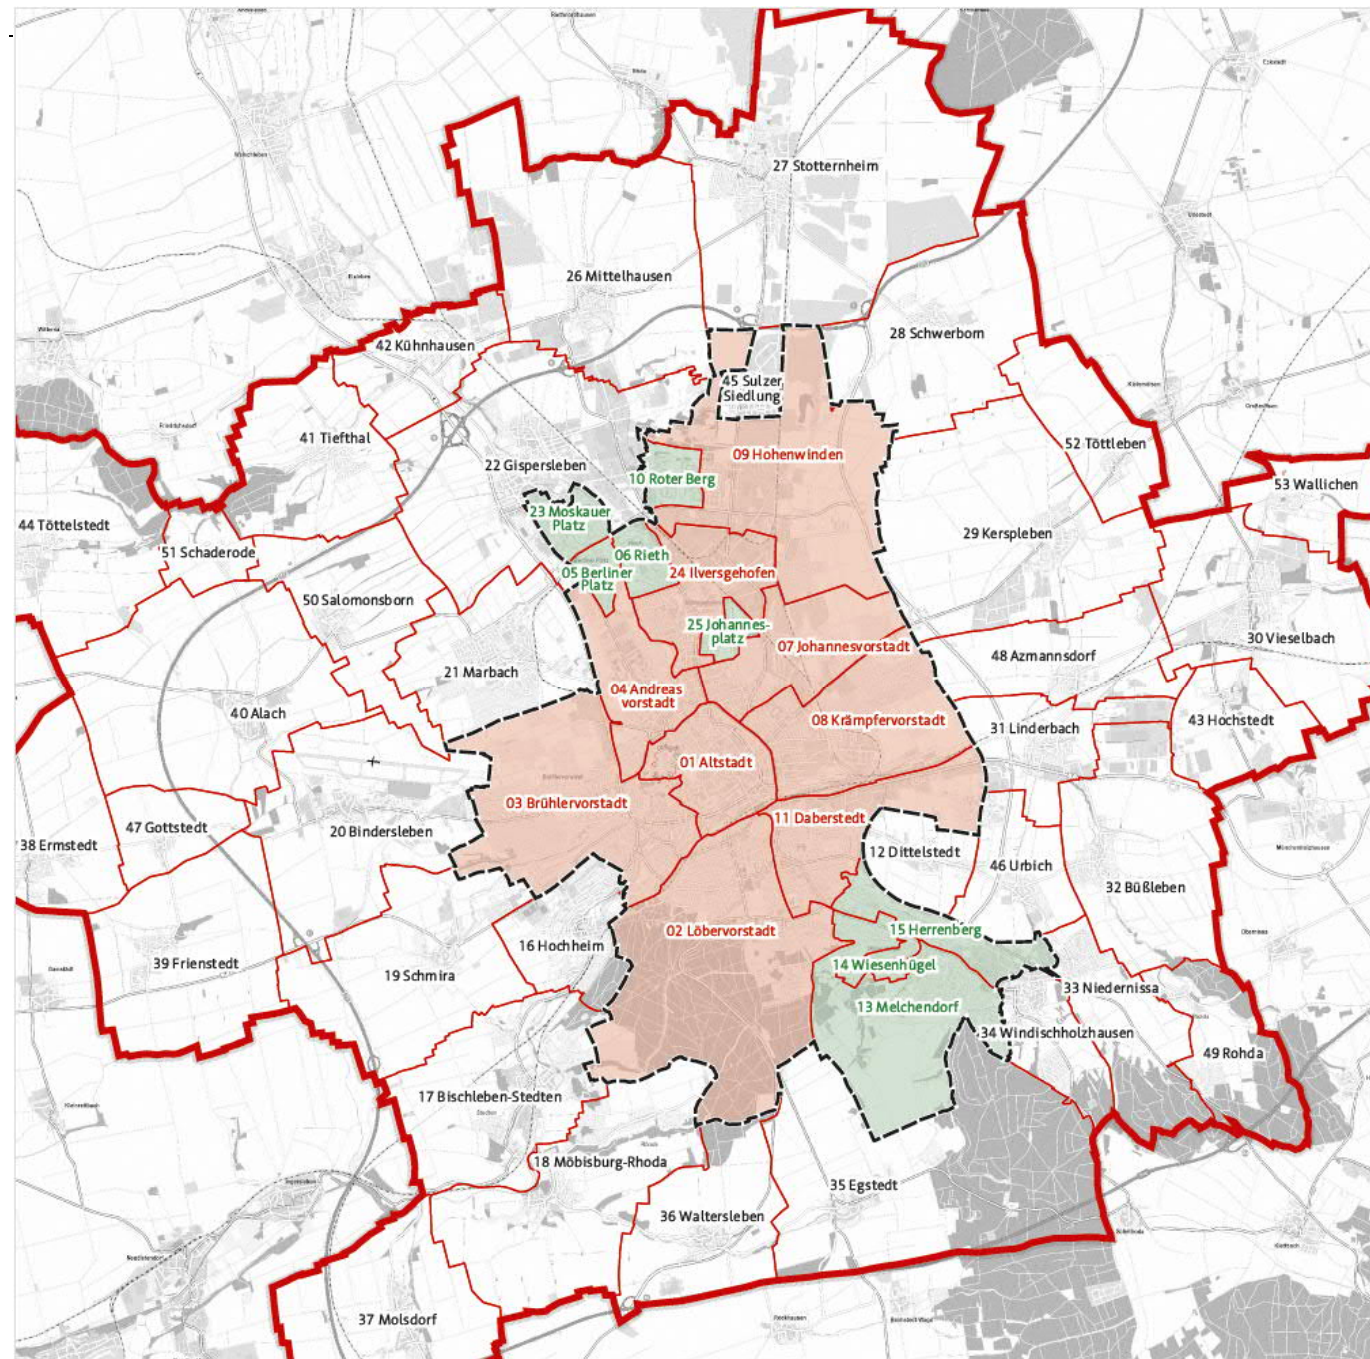 27 Stotternheim
26 Mittelhausen
28 Schwerborn
42 Kühnhausen
45 Sulzer
Siedlung
41 Tiefthal
52 Töttleben
09 Hohenwinden
22 Gispersleben
10 Roter Berg
53 Wallichen
44 Töttelstedt
23 Moskauer
Platz
29 Kerspleben
51 Schaderode
06 Rieth
24 Ilversgehofen
05 Berliner
Platz
50 Salomonsborn
25 Johannes-
platz
30 Vieselbach
07 Johannesvorstadt
48 Azmannsdorf
21 Marbach
04 Andreas
vorstadt
40 Alach
08 Krämpfervorstadt
43 Hochstedt
31 Linderbach
01 Altstadt
03 Brühlervorstadt
11 Daberstedt
47 Gottstedt
20 Bindersleben
38 Ermstedt
12 Dittelstedt
46 Urbich
32 Büßleben
02 Löbervorstadt
15 Herrenberg
16 Hochheim
39 Frienstedt
14 Wiesenhügel
19 Schmira
33 Niedernissa
13 Melchendorf
34 Windischholzhausen
49 Rohda
17 Bischleben-Stedten
18 Möbisburg-Rhoda
35 Egstedt
36 Waltersleben
37 Molsdorf